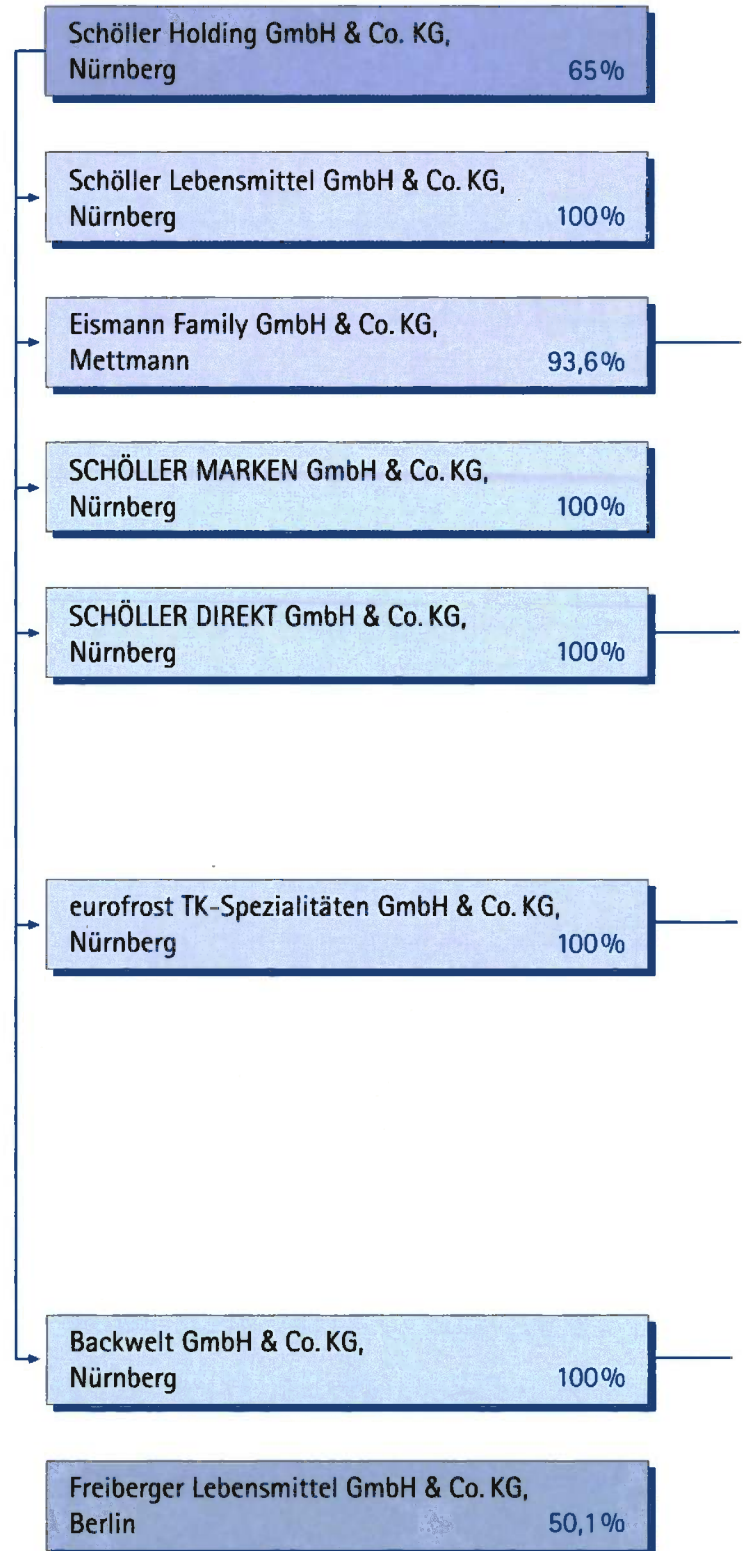 Schöller Holding GmbH & Co. KG,
Nürnberg 65%
Schöller Lebensmittel GmbH & Co. KG,
Nürnberg 100%
Eismann Family GmbH & Co. KG,
Mettmann 93,6%
SCHÖLLER MARKEN GmbH & Co. KG,
Nürnberg 100%
SCHÖLLER DIREKT GmbH & Co. KG,
Nürnberg 100%
eurofrost TK-Spezialitäten GmbH & Co. KG,
Nürnberg 100%
Backwelt GmbH & Co. KG,
Nürnberg 100%
Freiberger Lebensmittel GmbH & Co. KG,
Berlin 50,1%